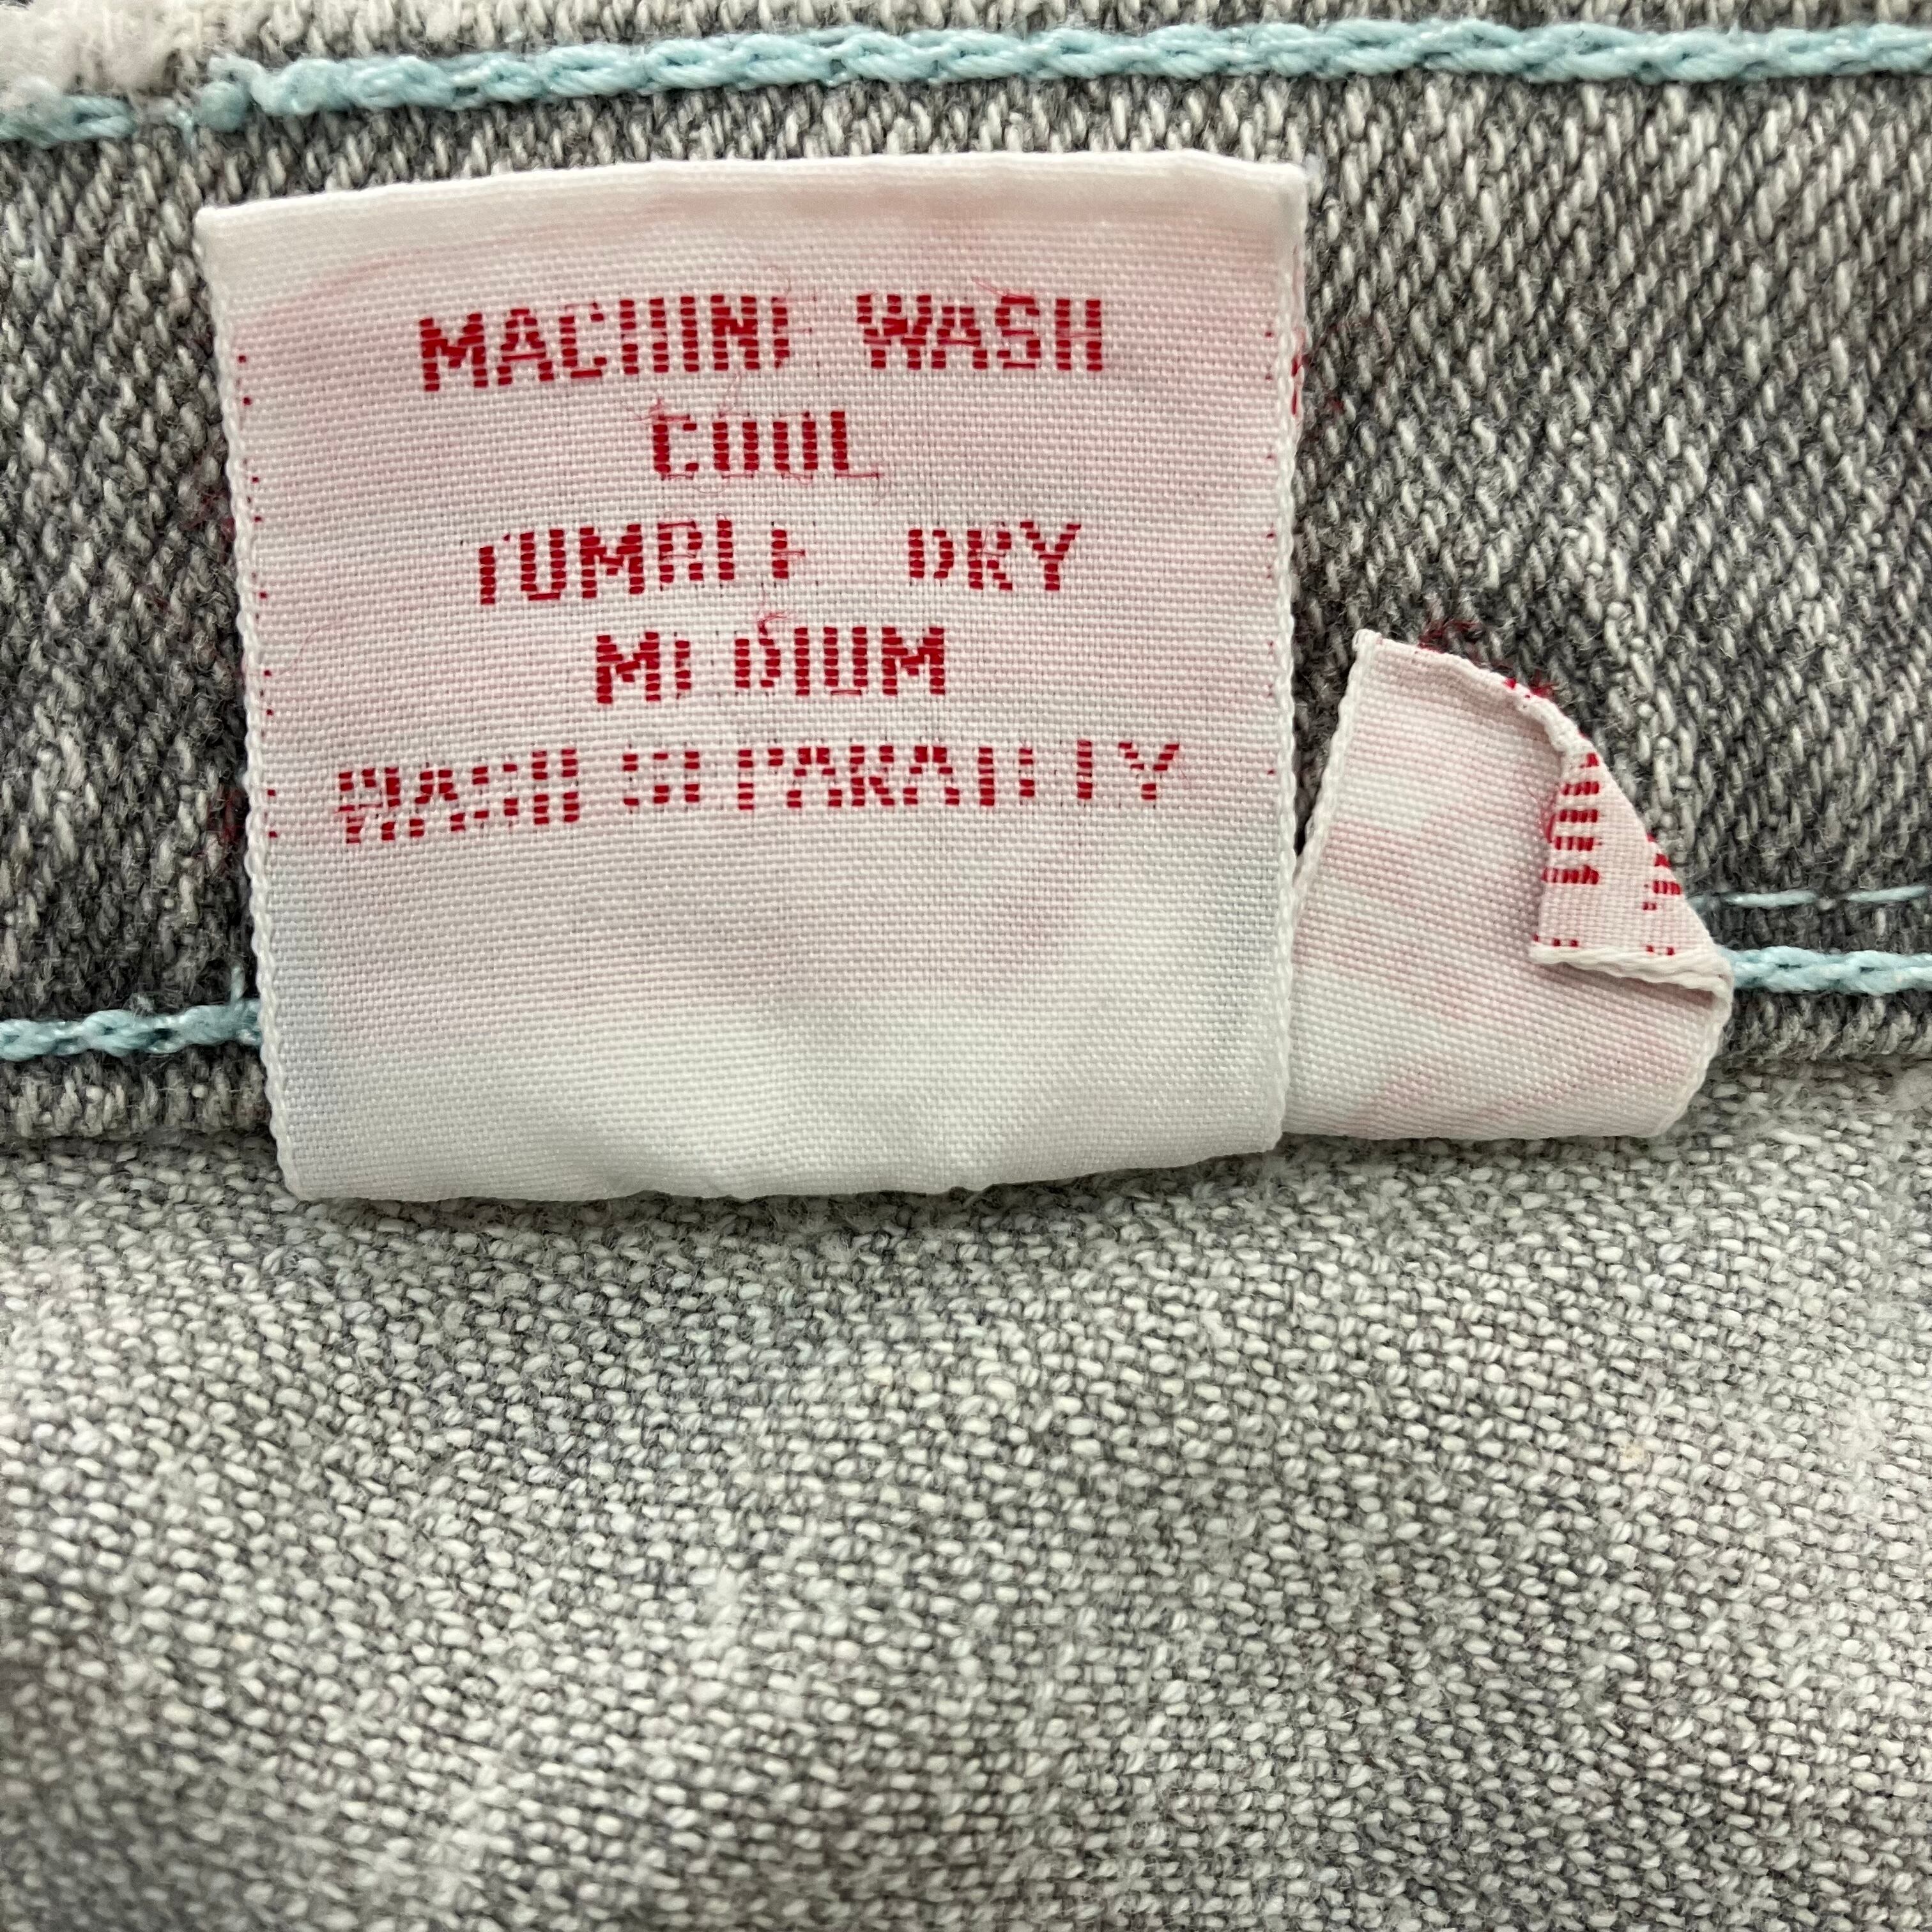 MACHINE WASH
COOL
TUMBLE DRY
MEDIUM
WASH SEPARATELY